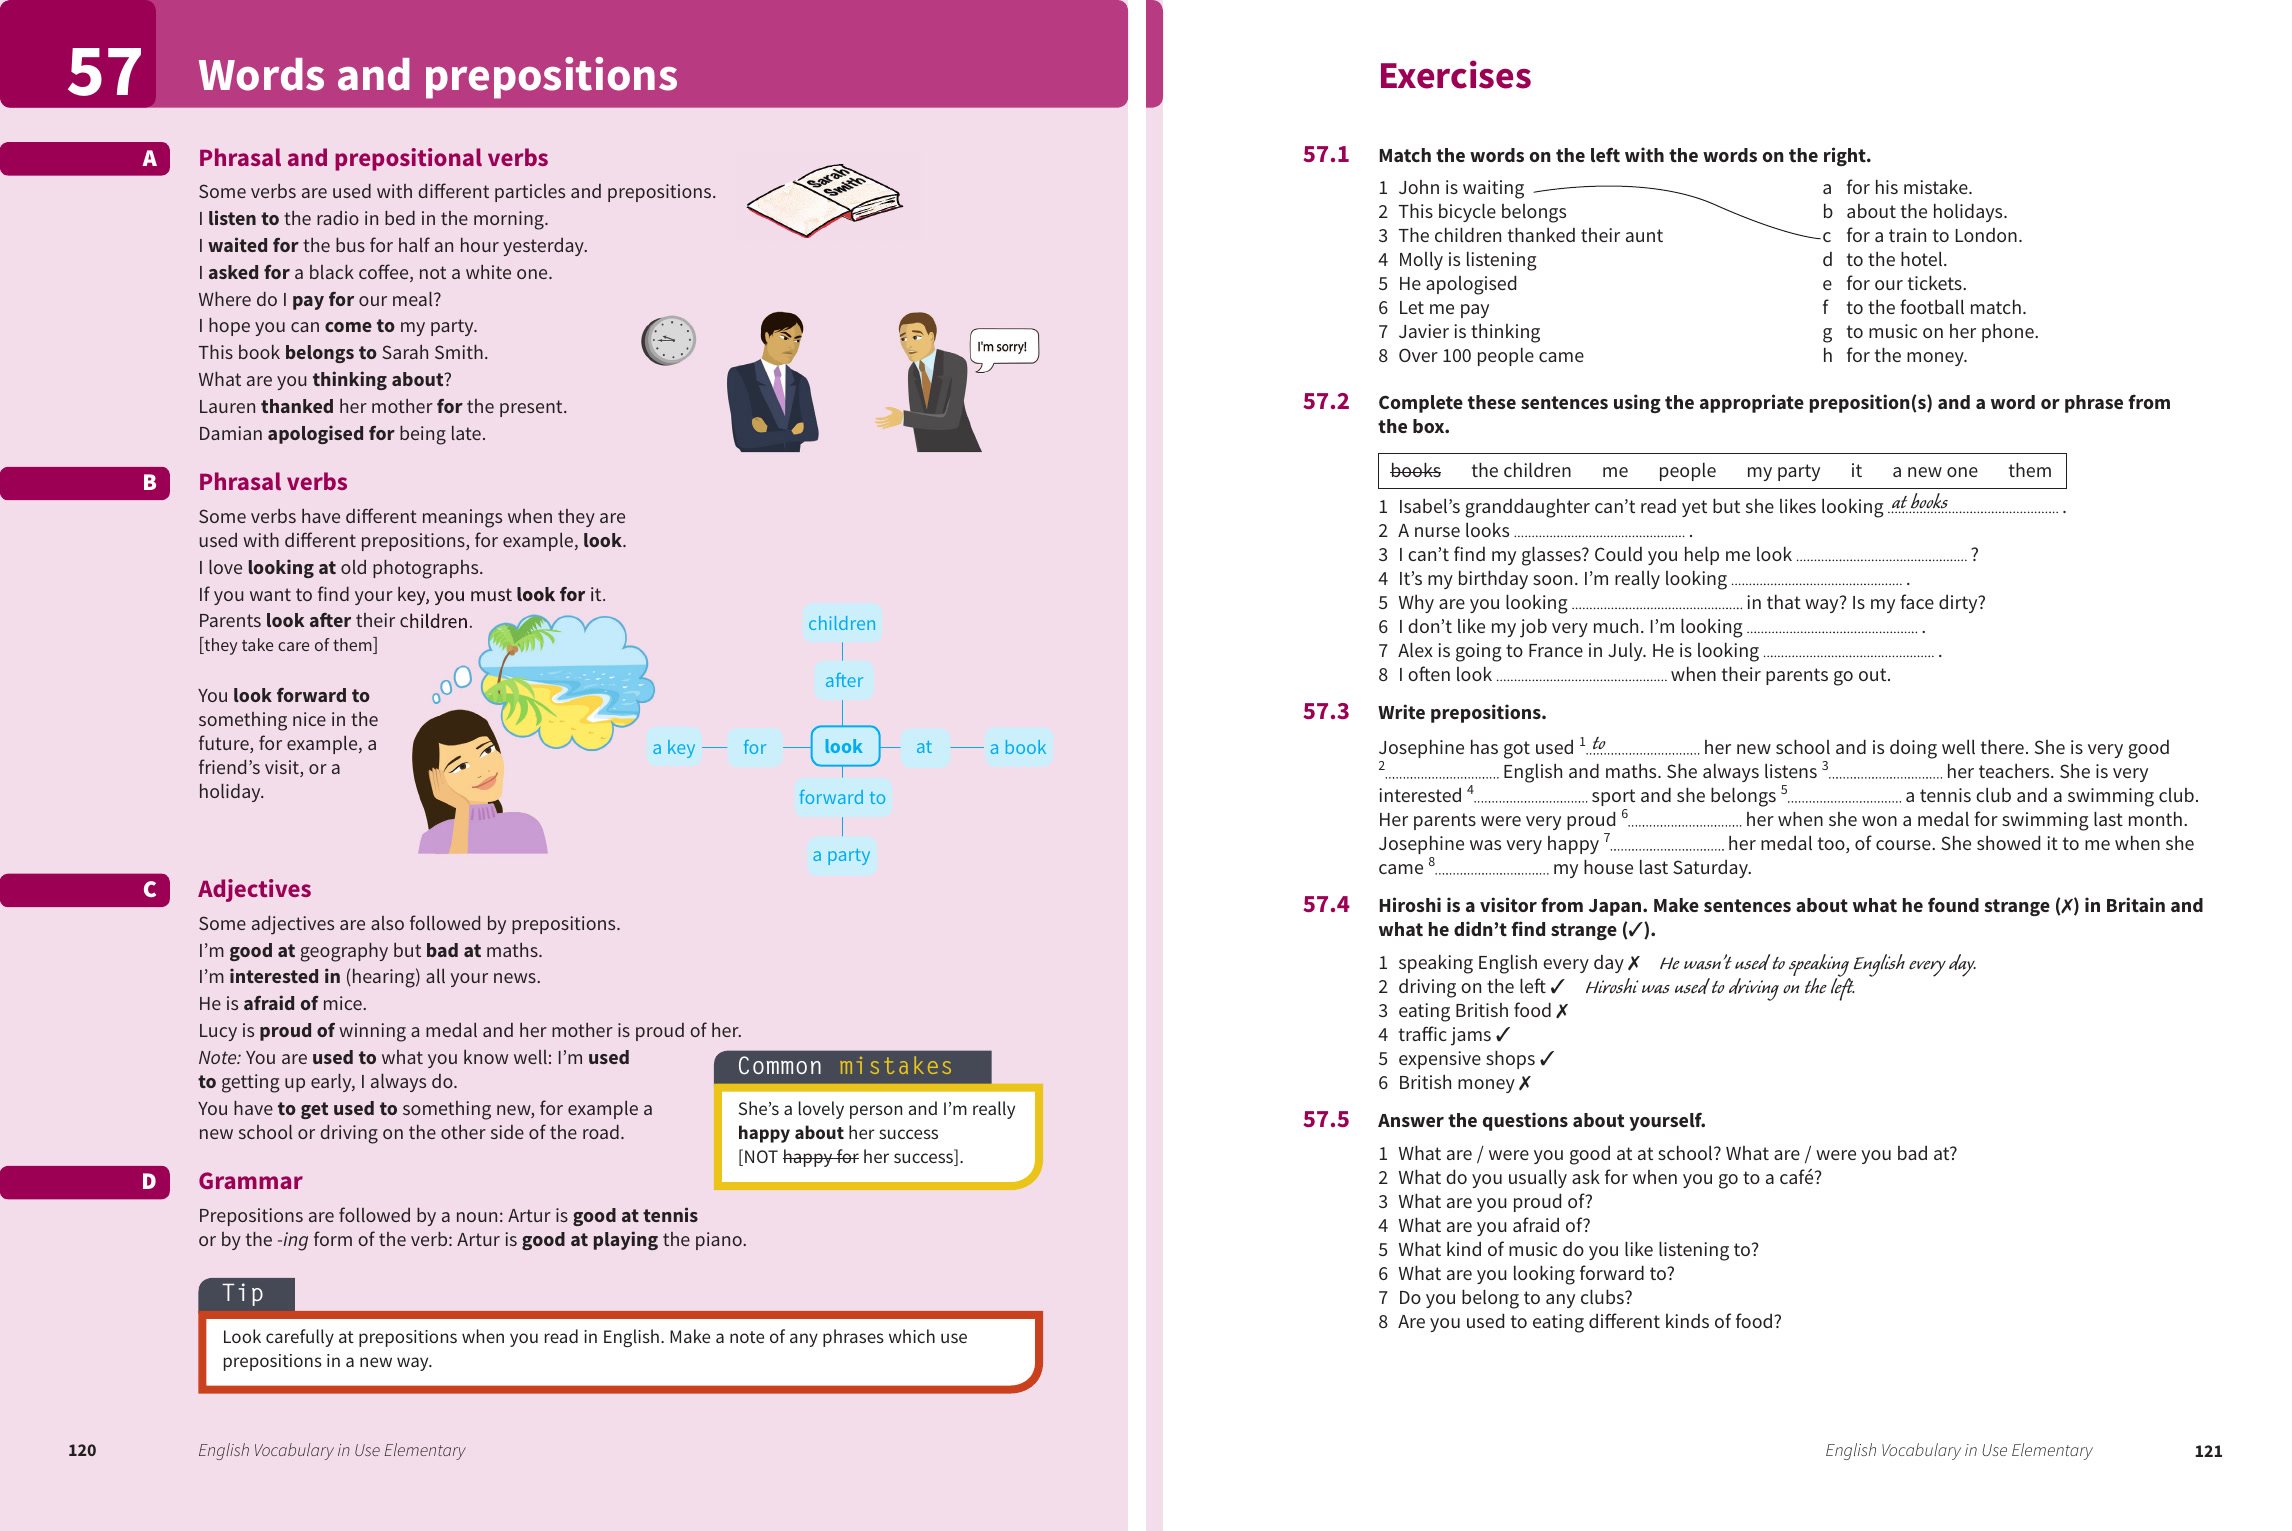 57
Words and prepositions
A
Phrasal and prepositional verbs
Some verbs are used with different particles and prepositions.
I listen to the radio in bed in the morning.
I waited for the bus for half an hour yesterday.
I asked for a black coffee, not a white one.
Where do I pay for our meal?
I hope you can come to my party.
This book belongs to Sarah Smith.
What are you thinking about?
Lauren thanked her mother for the present.
Damian apologised for being late.
Sarah
Smith
I'm sorry!
B
Phrasal verbs
Some verbs have different meanings when they are
used with different prepositions, for example, look.
I love looking at old photographs.
If you want to find your key, you must look for it.
Parents look after their children.
[they take care of them]
You look forward to
something nice in the
future, for example, a
friend's visit, or a
holiday.
children
after
a key for look at a book
forward to
a party
C
Adjectives
Some adjectives are also followed by prepositions.
I'm good at geography but bad at maths.
I'm interested in (hearing) all your news.
He is afraid of mice.
Lucy is proud of winning a medal and her mother is proud of her.
Note: You are used to what you know well: I'm used
to getting up early, I always do.
You have to get used to something new, for example a
new school or driving on the other side of the road.
Common mistakes
She's a lovely person and I'm really
happy about her success
[NOT happy for her success].
D
Grammar
Prepositions are followed by a noun: Artur is good at tennis
or by the -ing form of the verb: Artur is good at playing the piano.
Tip
Look carefully at prepositions when you read in English. Make a note of any phrases which use
prepositions in a new way.
120
English Vocabulary in Use Elementary
Exercises
57.1 Match the words on the left with the words on the right.
1 John is waiting a for his mistake.
2 This bicycle belongs b about the holidays.
3 The children thanked their aunt c for a train to London.
4 Molly is listening d to the hotel.
5 He apologised e for our tickets.
6 Let me pay f to the football match.
7 Javier is thinking g to music on her phone.
8 Over 100 people came h for the money.
57.2 Complete these sentences using the appropriate preposition(s) and a word or phrase from
the box.
books the children me people my party it a new one them
1 Isabel's granddaughter can't read yet but she likes looking at books .
2 A nurse looks .
3 I can't find my glasses? Could you help me look ?
4 It's my birthday soon. I'm really looking .
5 Why are you looking in that way? Is my face dirty?
6 I don't like my job very much. I'm looking .
7 Alex is going to France in July. He is looking .
8 I often look when their parents go out.
57.3 Write prepositions.
Josephine has got used 1 to her new school and is doing well there. She is very good
2 English and maths. She always listens 3 her teachers. She is very
interested 4 sport and she belongs 5 a tennis club and a swimming club.
Her parents were very proud 6 her when she won a medal for swimming last month.
Josephine was very happy 7 her medal too, of course. She showed it to me when she
came 8 my house last Saturday.
57.4 Hiroshi is a visitor from Japan. Make sentences about what he found strange (✗) in Britain and
what he didn't find strange (✓).
1 speaking English every day ✗ He wasn't used to speaking English every day.
2 driving on the left ✓ Hiroshi was used to driving on the left.
3 eating British food ✗
4 traffic jams ✓
5 expensive shops ✓
6 British money ✗
57.5 Answer the questions about yourself.
1 What are / were you good at at school? What are / were you bad at?
2 What do you usually ask for when you go to a café?
3 What are you proud of?
4 What are you afraid of?
5 What kind of music do you like listening to?
6 What are you looking forward to?
7 Do you belong to any clubs?
8 Are you used to eating different kinds of food?
English Vocabulary in Use Elementary
121